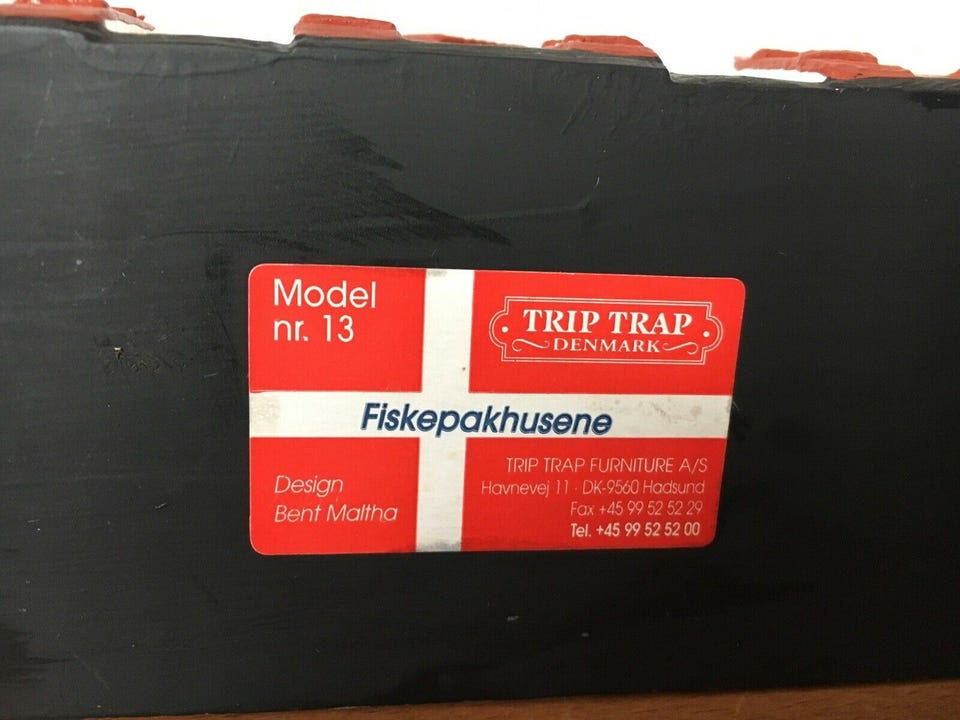 Model
nr. 13
TRIP TRAP
DENMARK
Fiskepakhusene
Design
Bent Maltha
TRIP TRAP FURNITURE A/S
Havnevej 11 · DK-9560 Hadsund
Fax +45 99 52 52 29
Tel. +45 99 52 52 00